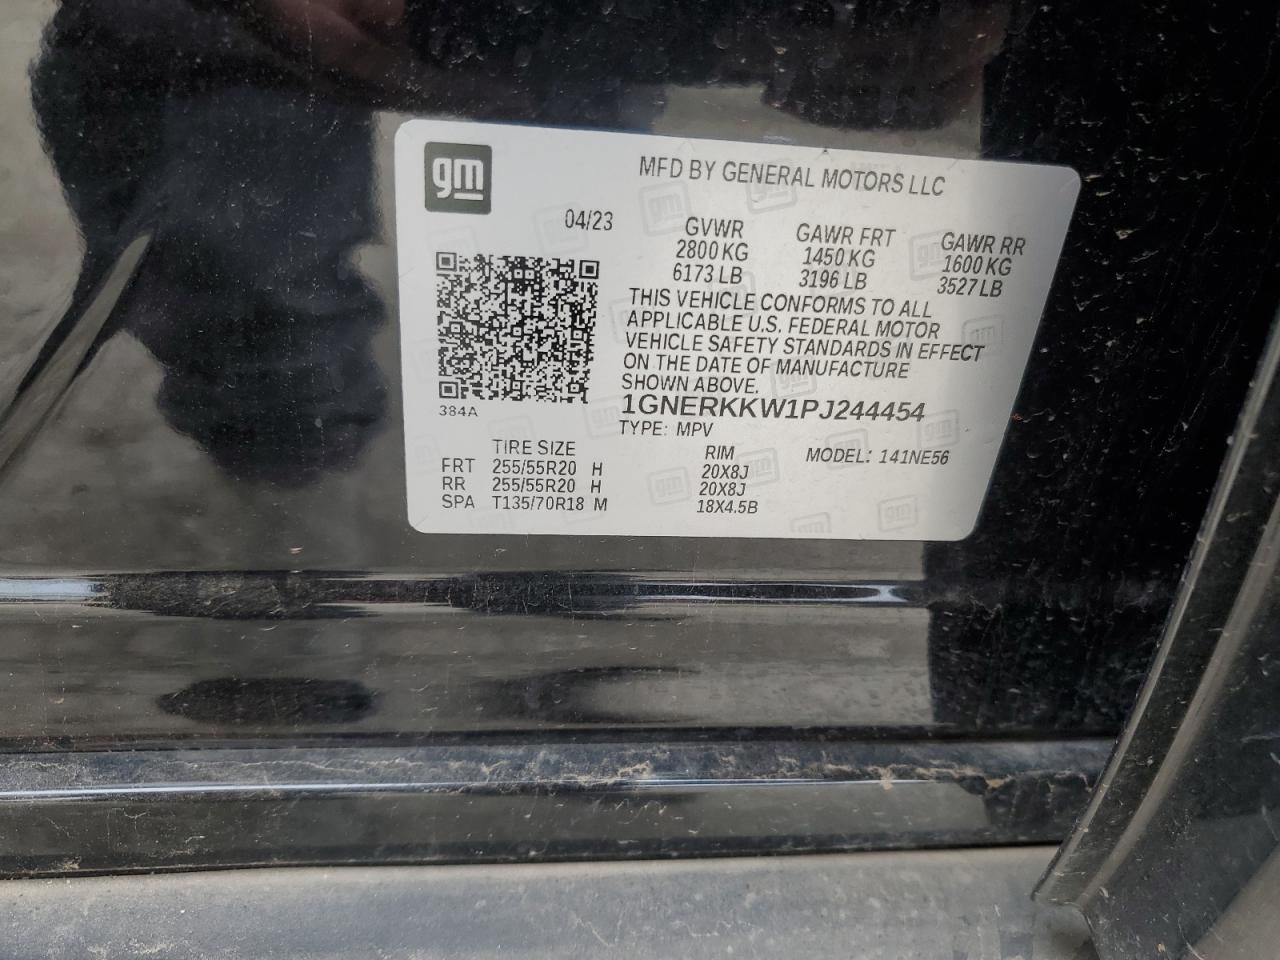 gm
MFD BY GENERAL MOTORS LLC
04/23
GVWR
2800 KG
6173 LB
GAWR FRT
1450 KG
3196 LB
GAWR RR
1600 KG
3527 LB
THIS VEHICLE CONFORMS TO ALL
APPLICABLE U.S. FEDERAL MOTOR
VEHICLE SAFETY STANDARDS IN EFFECT
ON THE DATE OF MANUFACTURE
SHOWN ABOVE.
384A
1GNERKKW1PJ244454
TYPE: MPV
MODEL: 141NE56
TIRE SIZE RIM
FRT 255/55R20 H 20X8J
RR 255/55R20 H 20X8J
SPA T135/70R18 M 18X4.5B